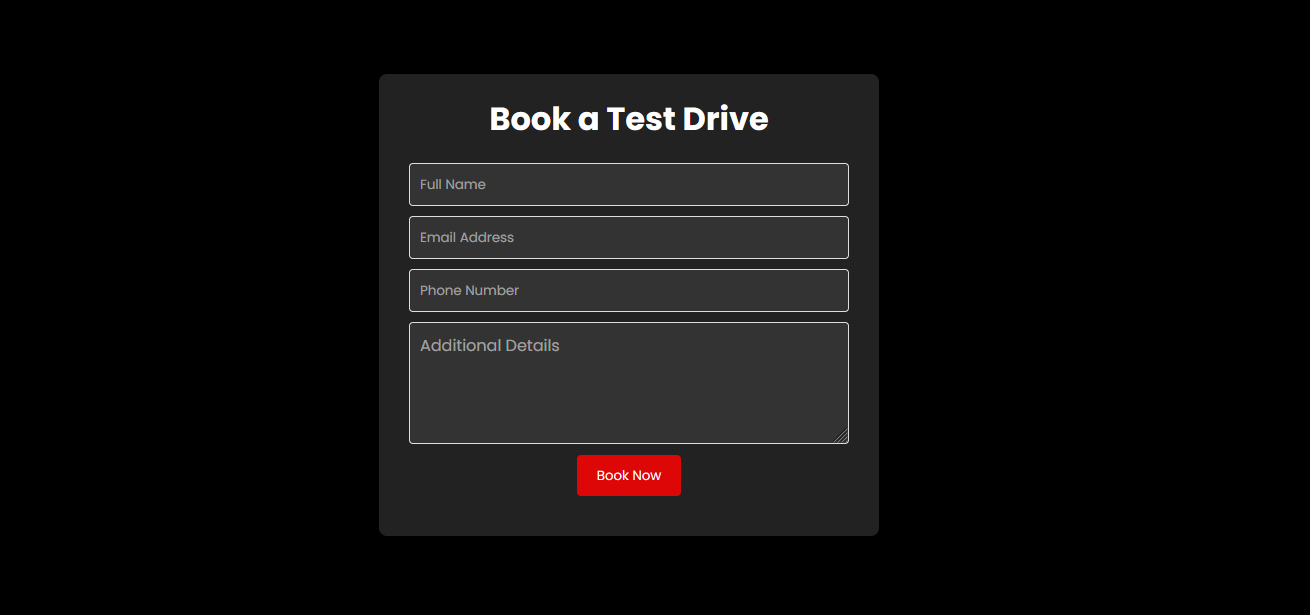 Book a Test Drive
Full Name
Email Address
Phone Number
Additional Details
Book Now